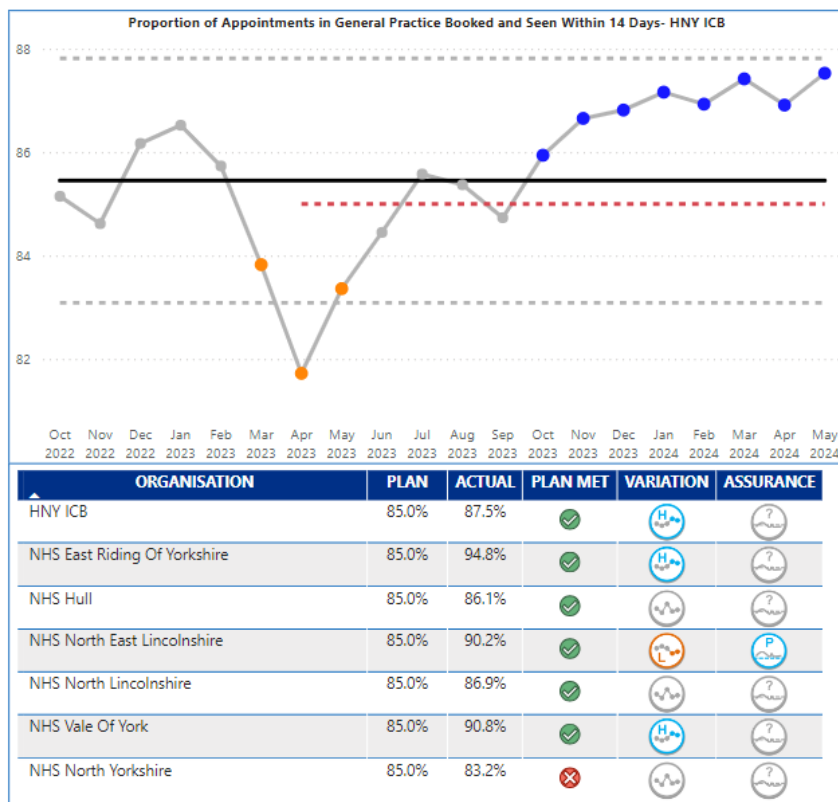 Proportion of Appointments in General Practice Booked and Seen Within 14 Days- HNY ICB
88
86
84
82
Oct Nov Dec Jan Feb Mar Apr May Jun Jul Aug Sep Oct Nov Dec Jan Feb Mar Apr May
2022 2022 2022 2023 2023 2023 2023 2023 2023 2023 2023 2023 2023 2023 2023 2024 2024 2024 2024 2024
ORGANISATION PLAN ACTUAL PLAN MET VARIATION ASSURANCE
HNY ICB 85.0% 87.5% H ?
NHS East Riding Of Yorkshire 85.0% 94.8% H ?
NHS Hull 85.0% 86.1% ?
NHS North East Lincolnshire 85.0% 90.2% L P
NHS North Lincolnshire 85.0% 86.9% ?
NHS Vale Of York 85.0% 90.8% H ?
NHS North Yorkshire 85.0% 83.2% ?